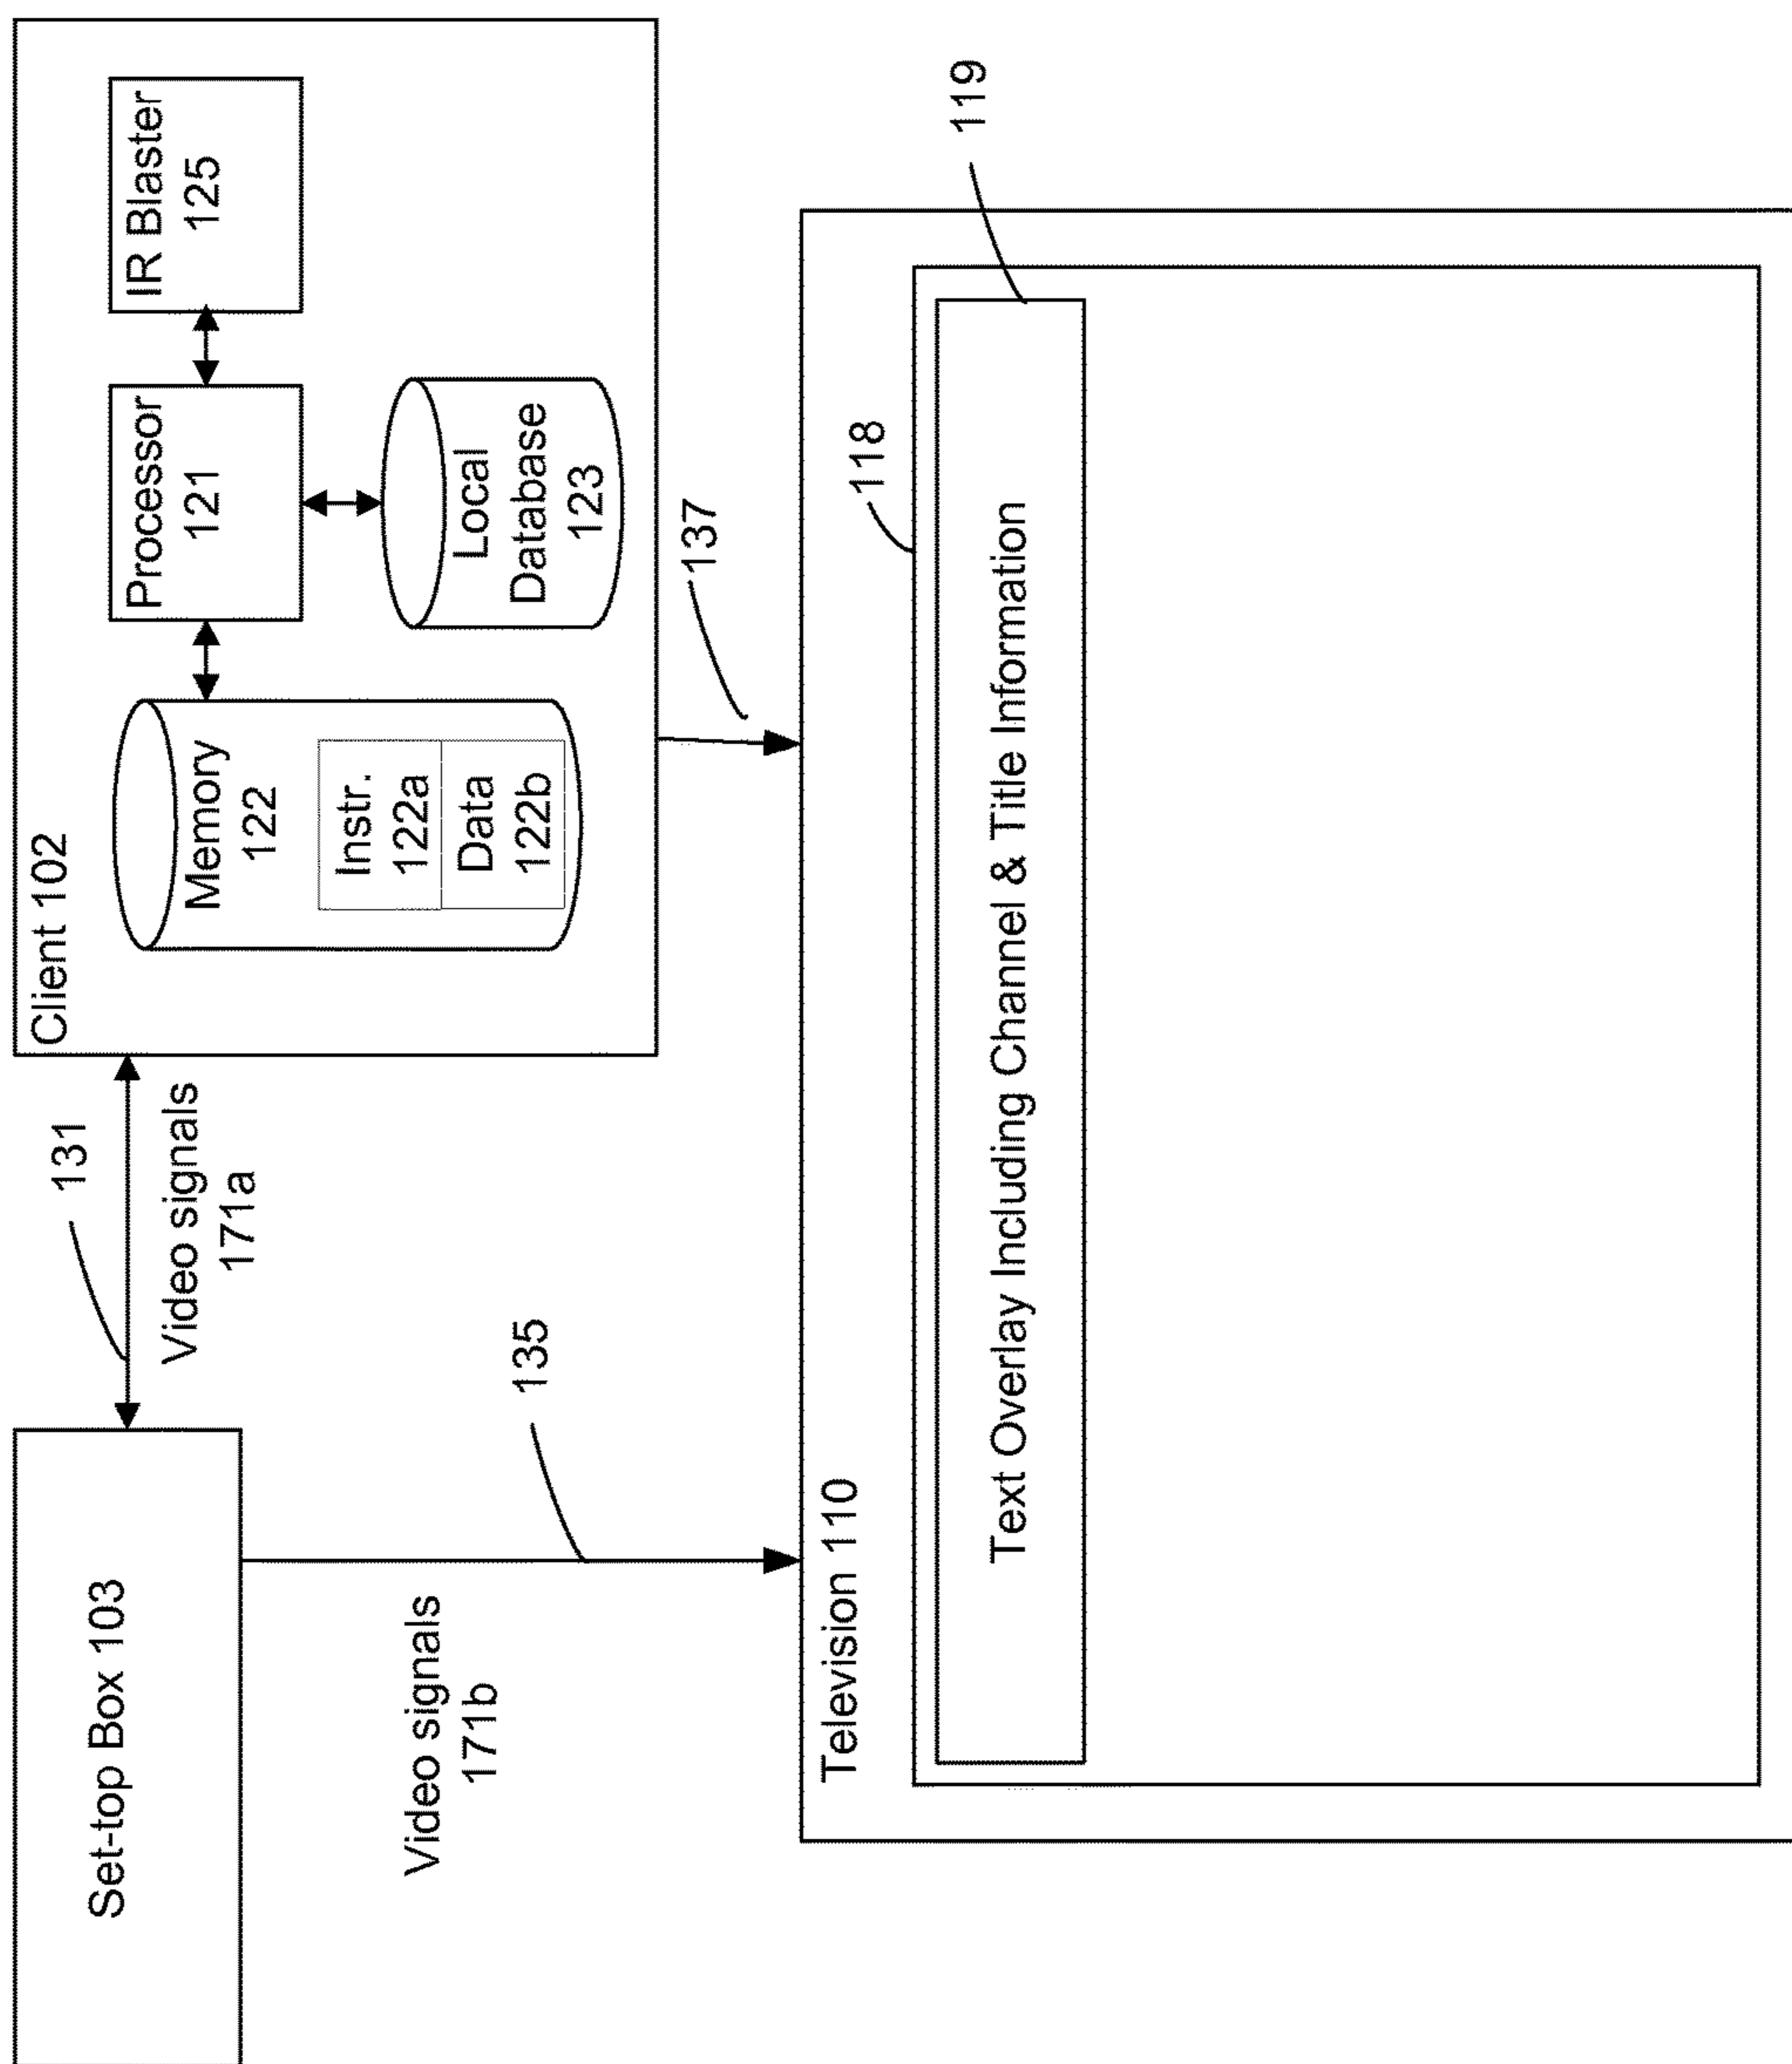 Set-top Box 103
131
Video signals
171a
Client 102
Memory
122
Instr.
122a
Data
122b
Processor
121
IR Blaster
125
Local
Database
123
Video signals
171b
135
137
Television 110
118
119
Text Overlay Including Channel & Title Information